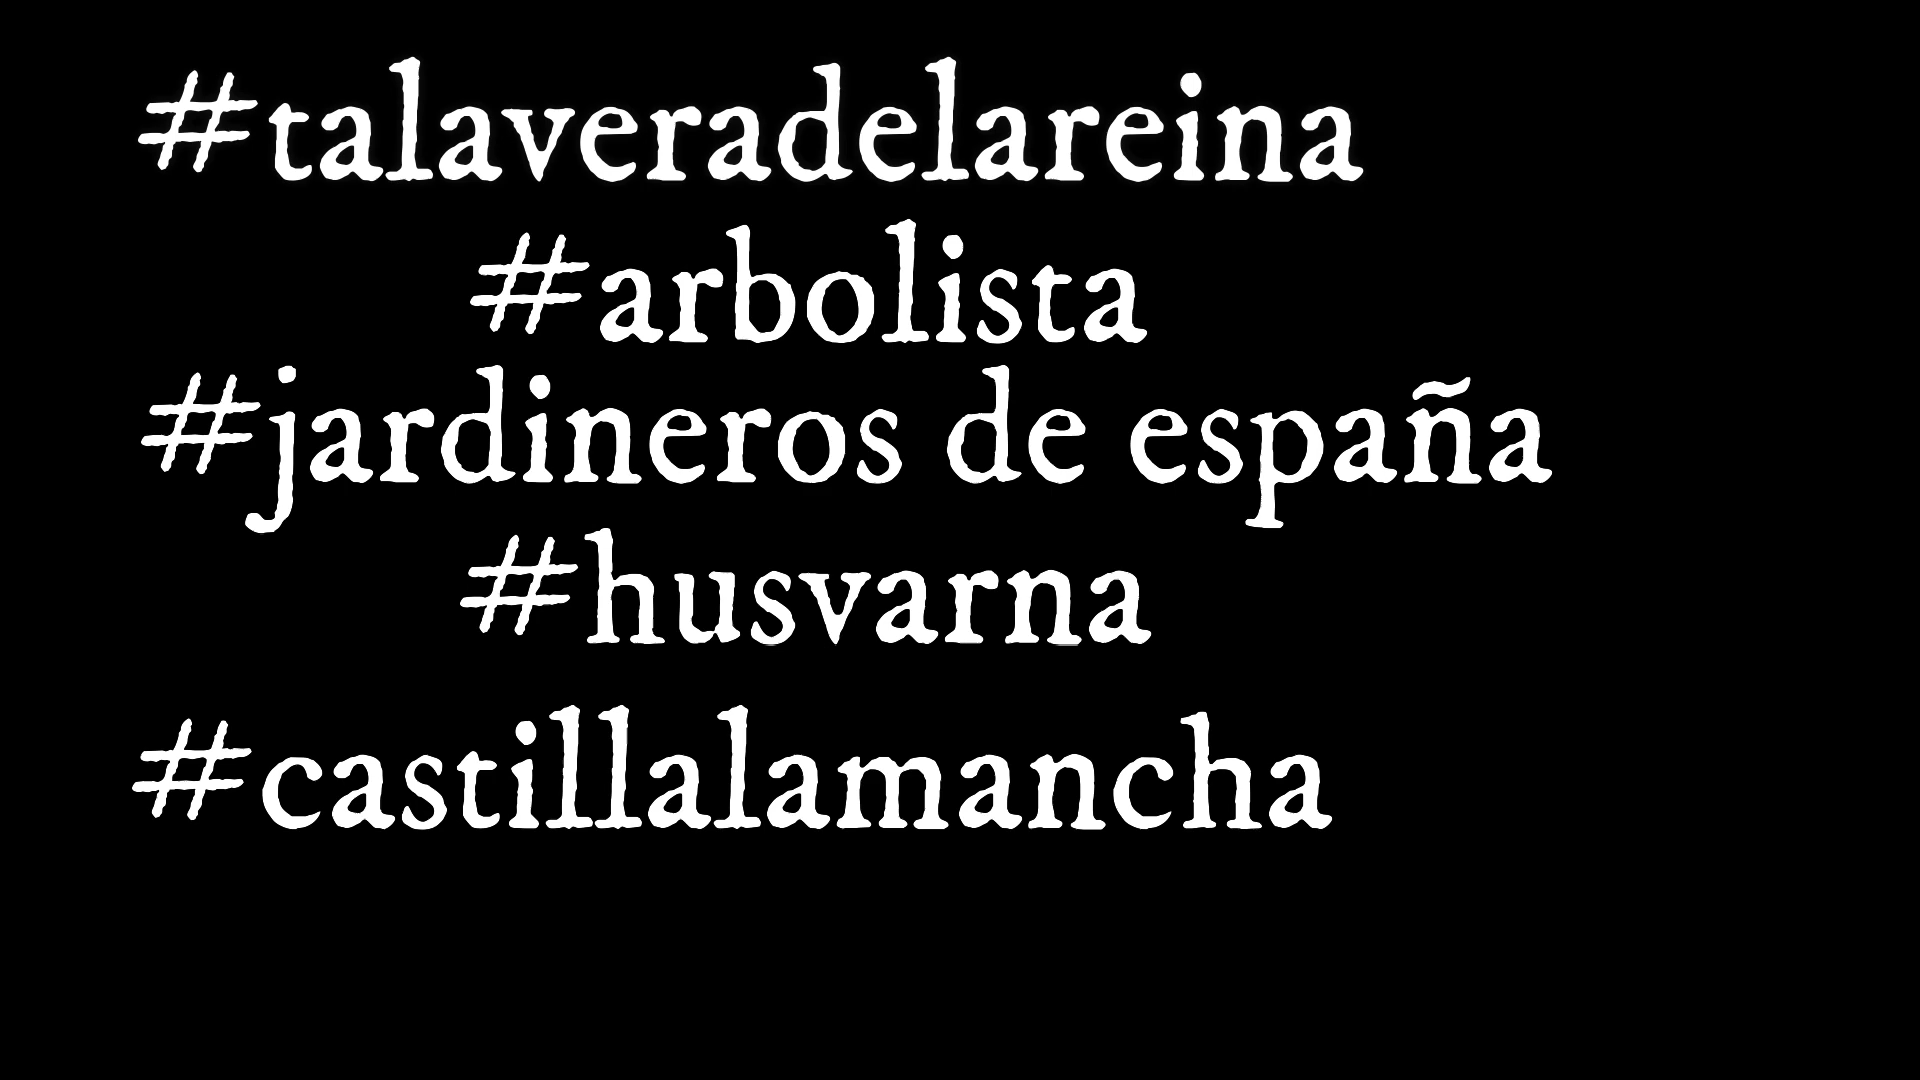 #talaveradelareina
#arbolista
#jardineros de españa
#husvarna
#castillalamancha